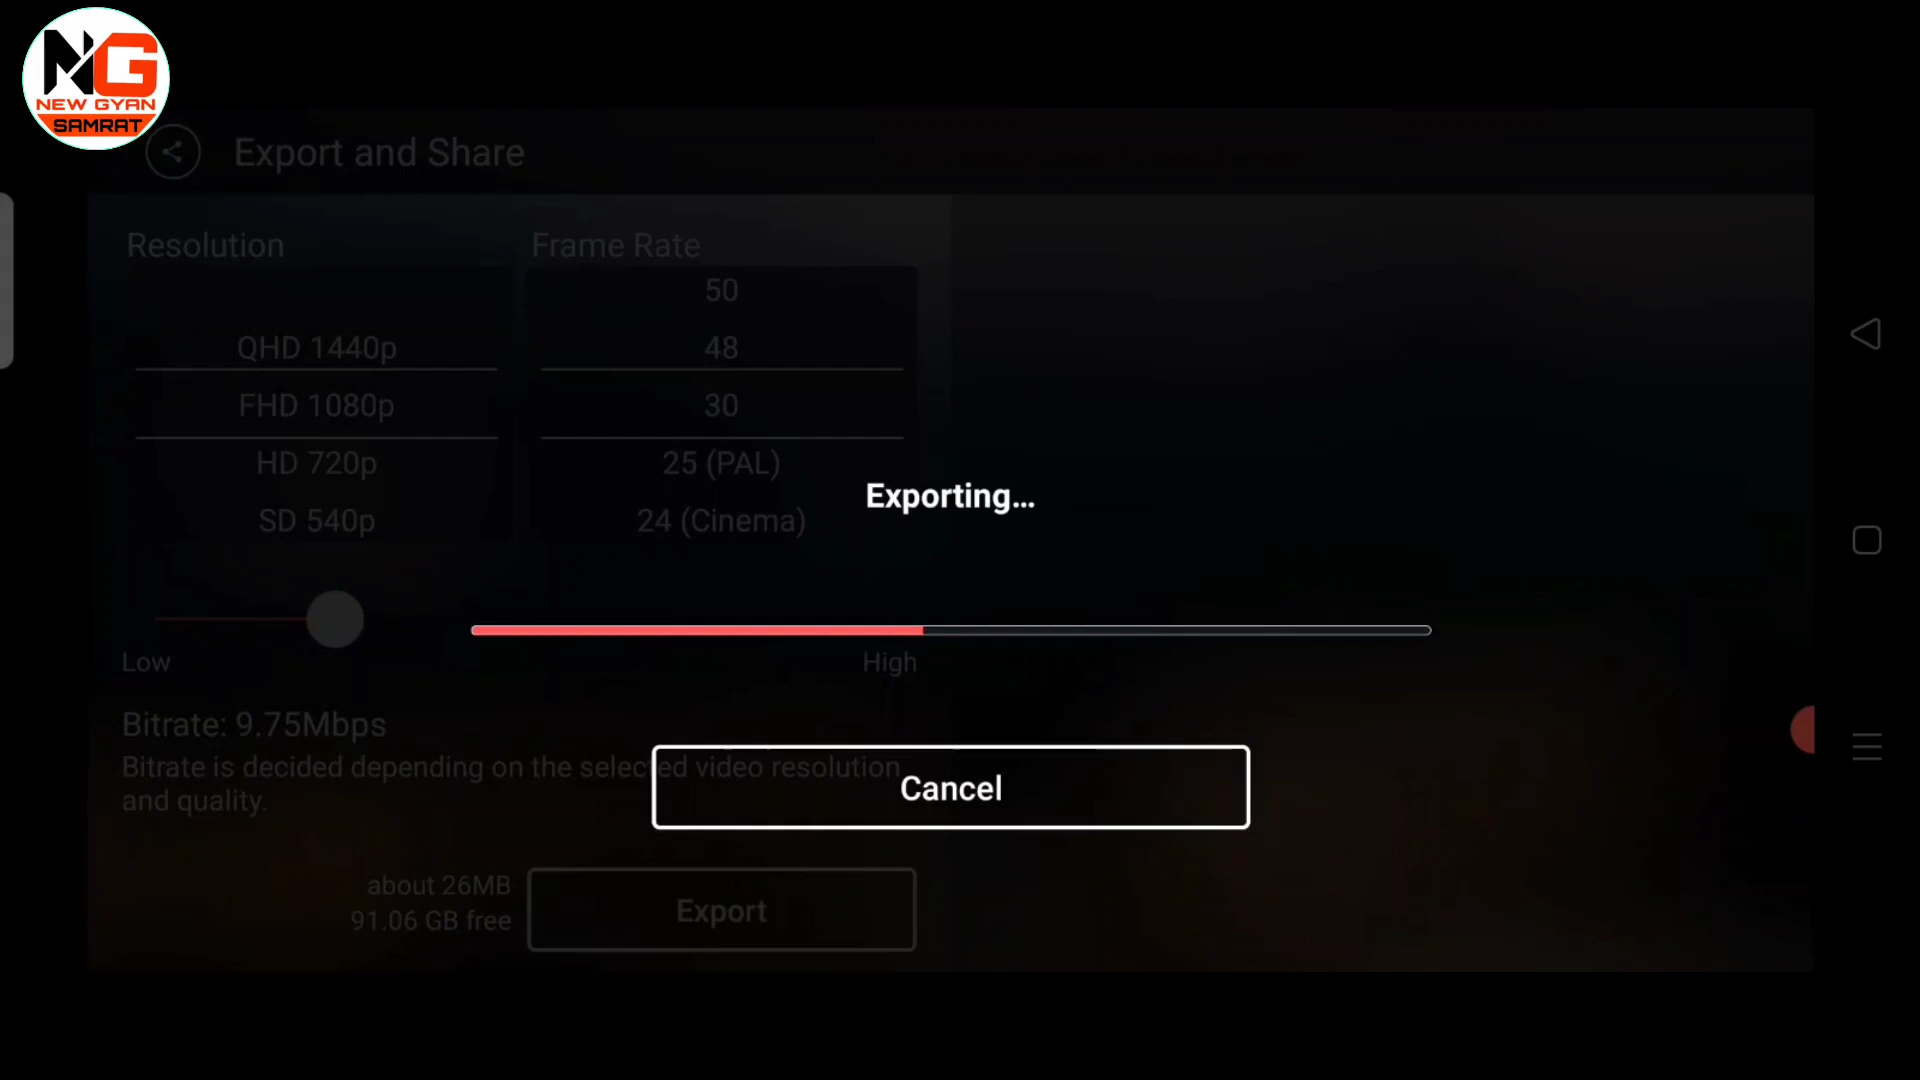 NG
NEW GYAN
SAMRAT
Export and Share
Resolution
Frame Rate
50
QHD 1440p
48
FHD 1080p
30
HD 720p
25 (PAL)
SD 540p
24 (Cinema)
Exporting...
Low
High
Bitrate: 9.75Mbps
Bitrate is decided depending on the selected video resolution
and quality.
Cancel
about 26MB
91.06 GB free
Export